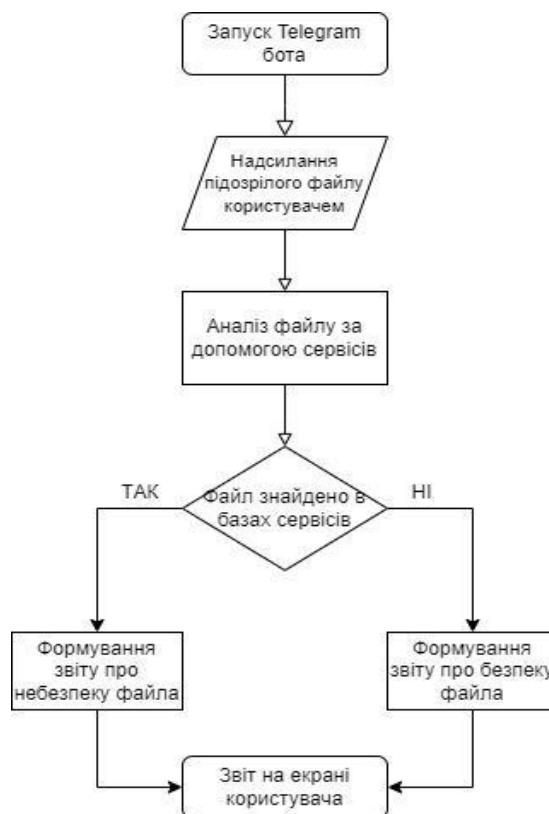 Запуск Telegram
бота
Надсилання
підозрілого файлу
користувачем
Аналіз файлу за
допомогою сервісів
ТАК
Файл знайдено в
базах сервісів
НІ
Формування
звіту про
небезпеку файла
Формування
звіту про безпеку
файла
Звіт на екрані
користувача